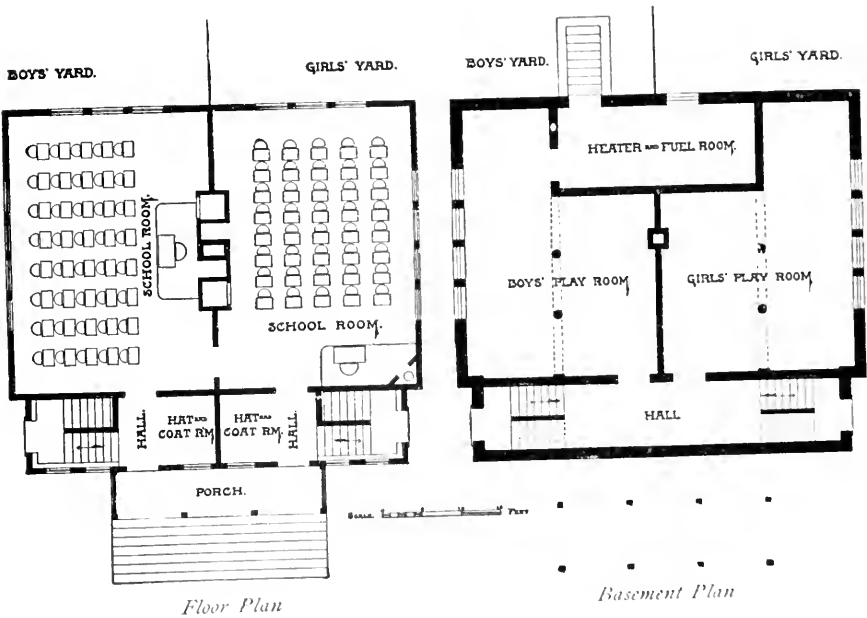 BOYS' YARD.
GIRLS' YARD.
SCHOOL ROOM.
SCHOOL ROOM.
HALL.
HAT AND
COAT RM.
HAT AND
COAT RM.
HALL.
PORCH.
Floor Plan
SCALE
FEET
BOYS' YARD.
GIRLS' YARD.
HEATER AND FUEL ROOM.
BOYS' PLAY ROOM
GIRLS' PLAY ROOM
HALL
Basement Plan